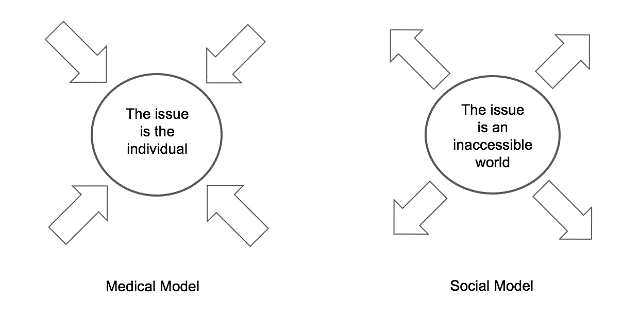 The issue
is the
individual
The issue
is an
inaccessible
world
Medical Model
Social Model